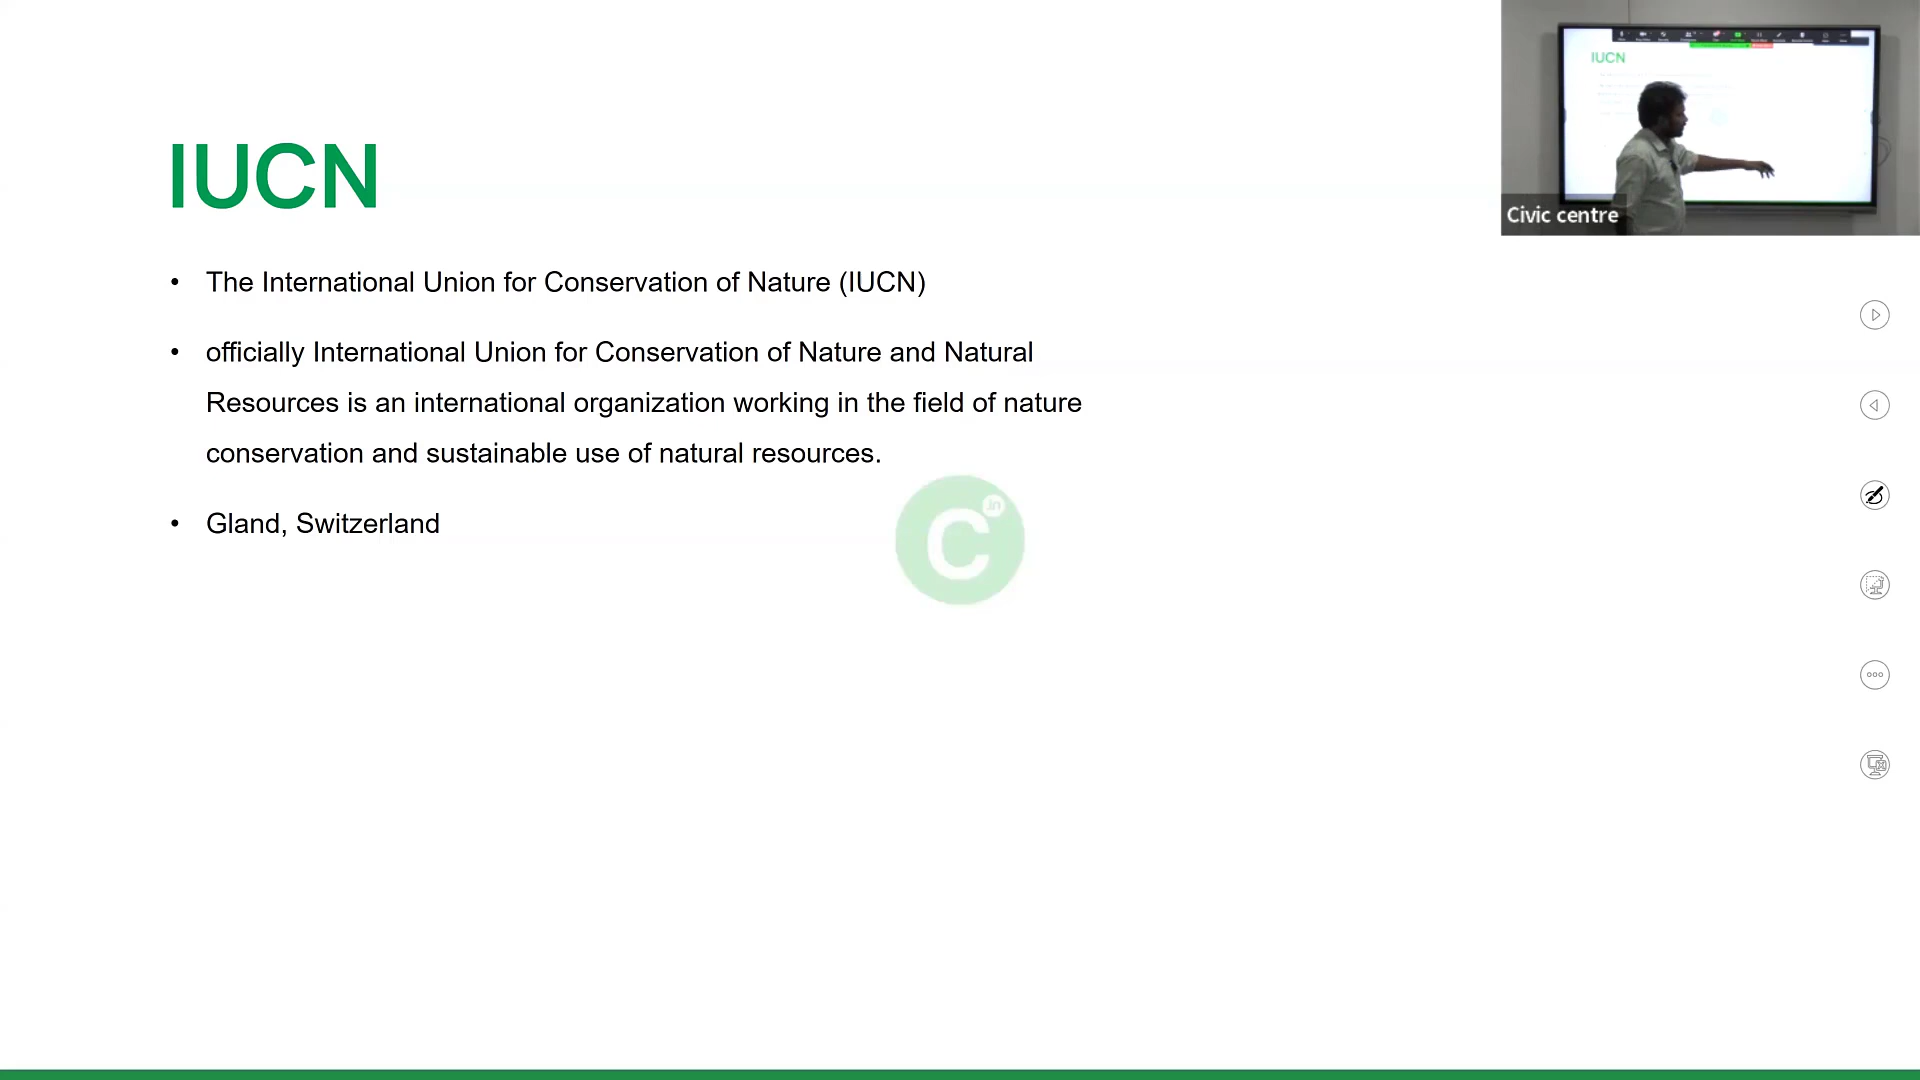 IUCN
• The International Union for Conservation of Nature (IUCN)
• officially International Union for Conservation of Nature and Natural
Resources is an international organization working in the field of nature
conservation and sustainable use of natural resources.
• Gland, Switzerland
C.in
IUCN
Civic centre